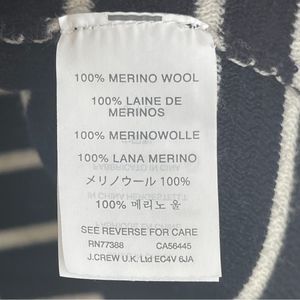 100% MERINO WOOL
100% LAINE DE
MERINOS
100% MERINOWOLLE
100% LANA MERINO
メリノウール 100%
100% 메리노 울
SEE REVERSE FOR CARE
RN77388 CA56445
J.CREW U.K. Ltd EC4V 6JA